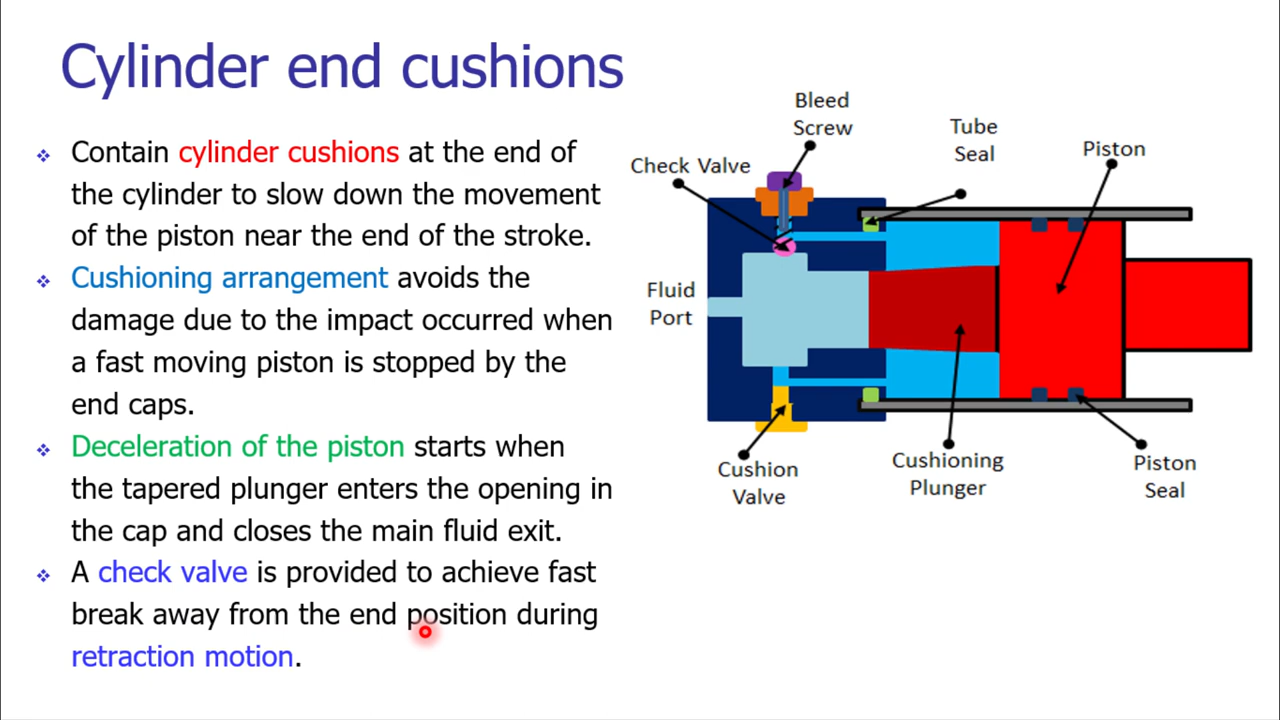 Cylinder end cushions
Contain cylinder cushions at the end of
the cylinder to slow down the movement
of the piston near the end of the stroke.
Cushioning arrangement avoids the
damage due to the impact occurred when
a fast moving piston is stopped by the
end caps.
Deceleration of the piston starts when
the tapered plunger enters the opening in
the cap and closes the main fluid exit.
A check valve is provided to achieve fast
break away from the end position during
retraction motion.
Bleed
Screw
Tube
Seal
Piston
Check Valve
Fluid
Port
Cushion
Valve
Cushioning
Plunger
Piston
Seal